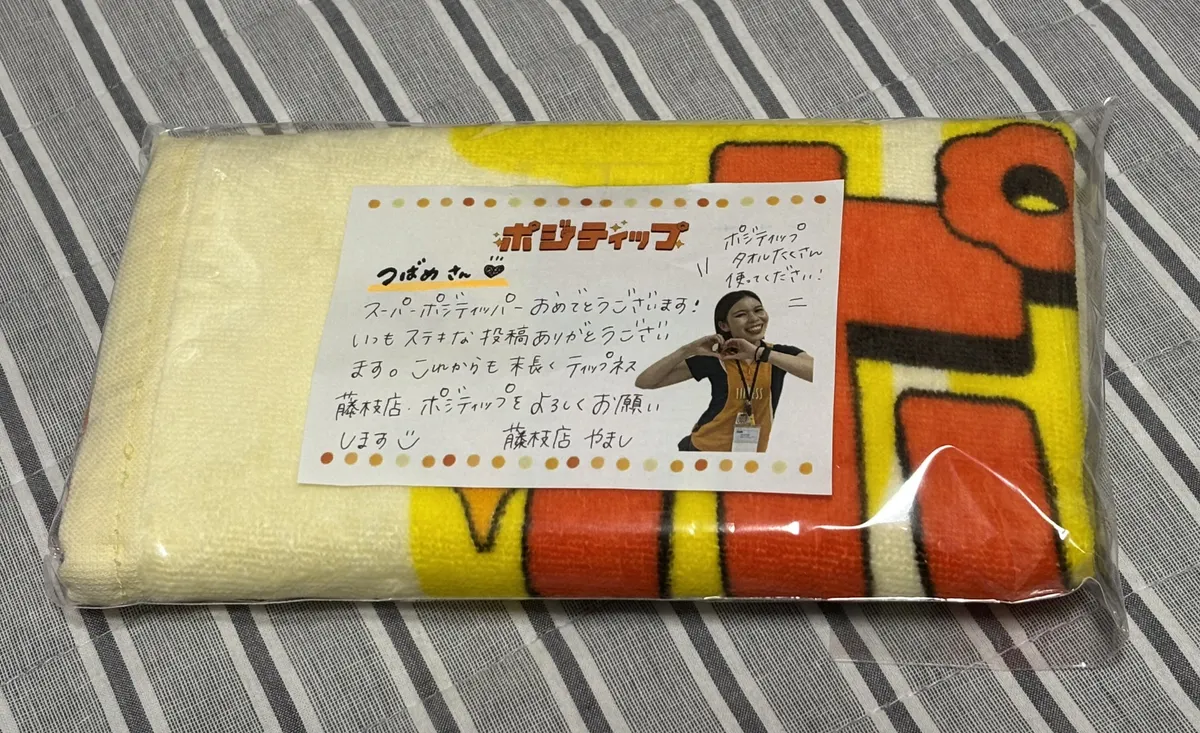 ポジティップ
つばめさん
スーパーポジティッパーおめでとうございます!
いつもステキな投稿ありがとうござい
ます。これからも末長くティップネス
藤枝店・ポジティップをよろしくお願い
します
藤枝店 やまし
ポジティップ
タオルたくさん
使ってください!